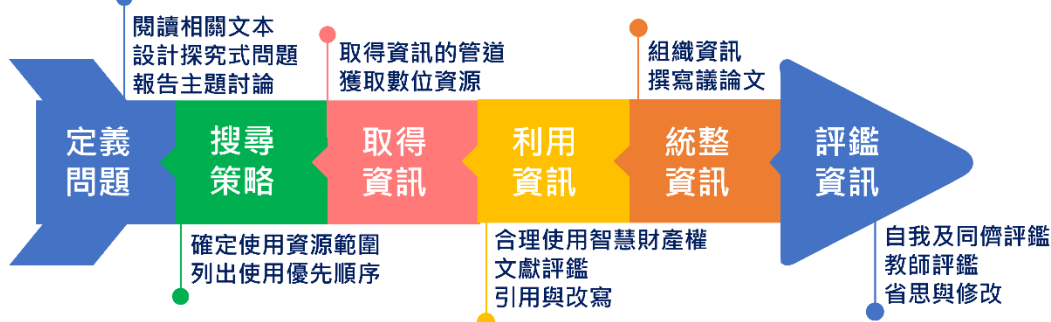 閱讀相關文本
設計探究式問題
報告主題討論
取得資訊的管道
獲取數位資源
組織資訊
撰寫議論文
定義
問題
搜尋
策略
取得
資訊
利用
資訊
統整
資訊
評鑑
資訊
確定使用資源範圍
列出使用優先順序
合理使用智慧財產權
文獻評鑑
引用與改寫
自我及同儕評鑑
教師評鑑
省思與修改